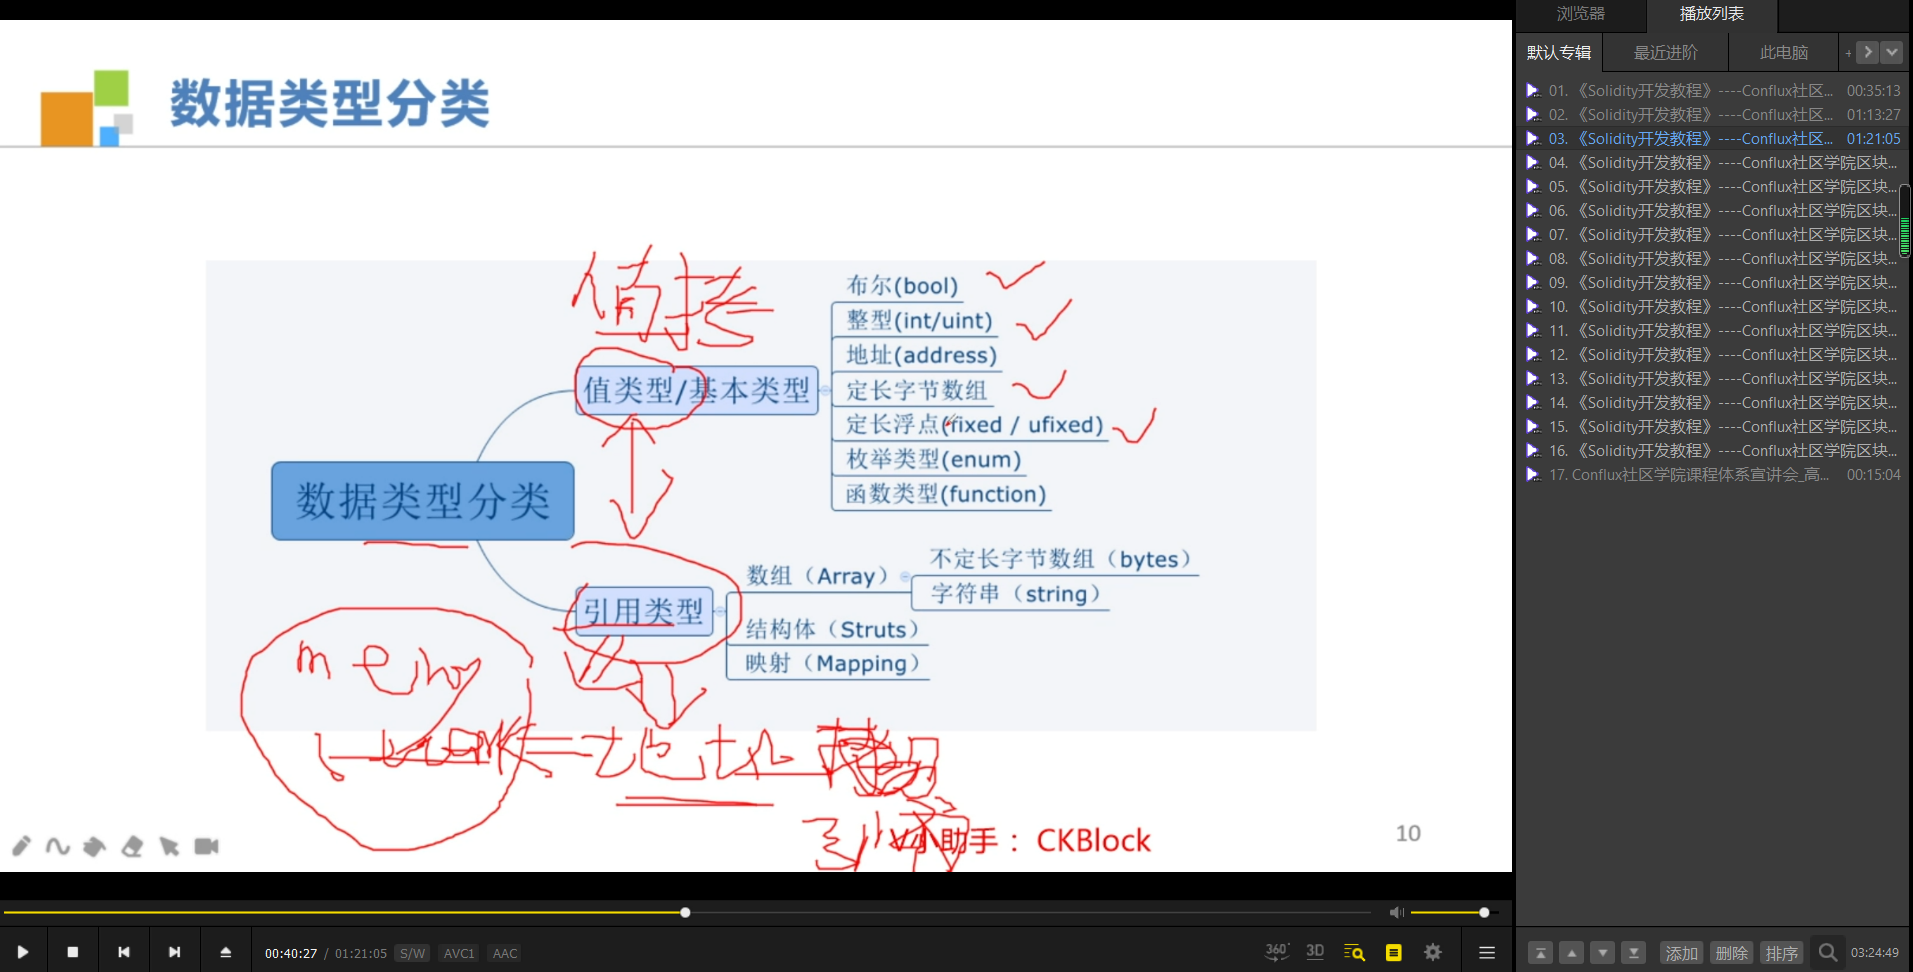 数据类型分类
值传
布尔(bool)
整型(int/uint)
地址(address)
值类型/基本类型
定长字节数组
定长浮点(fixed / ufixed)
枚举类型(enum)
函数类型(function)
数据类型分类
不定长字节数组（bytes）
数组（Array）
字符串（string）
引用类型
结构体（Struts）
映射（Mapping）
地址
V小助手： CKBlock
10
00:40:27 / 01:21:05 S/W AVC1 AAC
360° 3D
浏览器 播放列表
默认专辑 最近进阶 此电脑 +
01. 《Solidity开发教程》----Conflux社区... 00:35:13
02. 《Solidity开发教程》----Conflux社区... 01:13:27
03. 《Solidity开发教程》----Conflux社区... 01:21:05
04. 《Solidity开发教程》----Conflux社区学院区块...
05. 《Solidity开发教程》----Conflux社区学院区块...
06. 《Solidity开发教程》----Conflux社区学院区块...
07. 《Solidity开发教程》----Conflux社区学院区块...
08. 《Solidity开发教程》----Conflux社区学院区块...
09. 《Solidity开发教程》----Conflux社区学院区块...
10. 《Solidity开发教程》----Conflux社区学院区块...
11. 《Solidity开发教程》----Conflux社区学院区块...
12. 《Solidity开发教程》----Conflux社区学院区块...
13. 《Solidity开发教程》----Conflux社区学院区块...
14. 《Solidity开发教程》----Conflux社区学院区块...
15. 《Solidity开发教程》----Conflux社区学院区块...
16. 《Solidity开发教程》----Conflux社区学院区块...
17. Conflux社区学院课程体系宣讲会_高... 00:15:04
添加 删除 排序 03:24:49